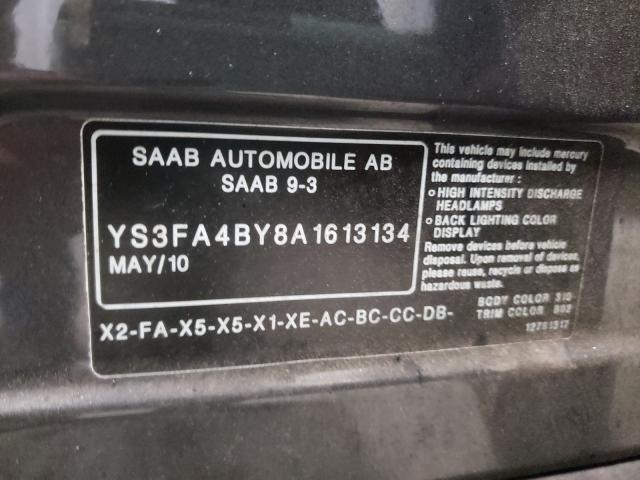 SAAB AUTOMOBILE AB
SAAB 9-3
YS3FA4BY8A1613134
MAY/10
X2-FA-X5-X5-X1-XE-AC-BC-CC-DB-
This vehicle may include mercury
containing devices installed by
the manufacturer :
o HIGH INTENSITY DISCHARGE
HEADLAMPS
o BACK LIGHTING COLOR
DISPLAY
Remove devices before vehicle
disposal. Upon removal of devices,
please reuse, recycle or dispose as
hazardous waste.
BODY COLOR
TRIM COLOR